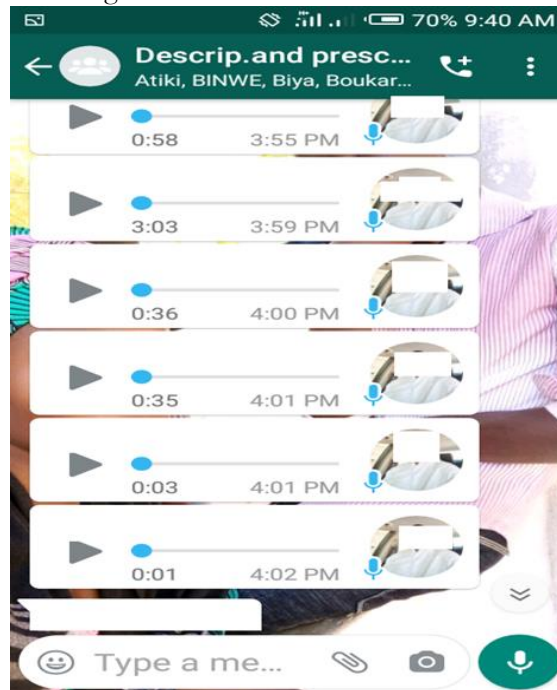 70% 9:40 AM
Descrip.and presc...
Atiki, BINWE, Biya, Boukar...
0:58 3:55 PM
3:03 3:59 PM
0:36 4:00 PM
0:35 4:01 PM
0:03 4:01 PM
0:01 4:02 PM
Type a me...